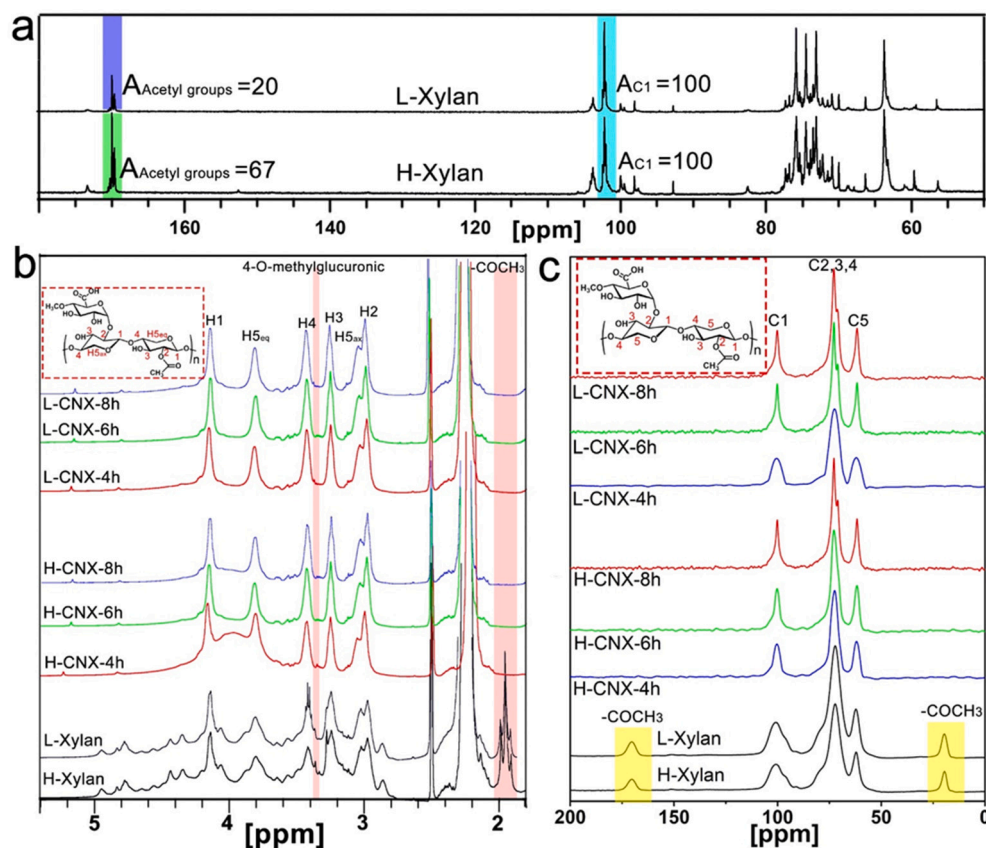 a
A Acetyl groups =20
L-Xylan
A C1 =100
A Acetyl groups =67
H-Xylan
A C1 =100
160 140 120 100 80 60
[ppm]
b
4-O-methylglucuronic
-COCH3
H1
H5eq
H4
H3
H5ax
H2
L-CNX-8h
L-CNX-6h
L-CNX-4h
H-CNX-8h
H-CNX-6h
H-CNX-4h
L-Xylan
H-Xylan
5 4 3 2
[ppm]
c
C2,3,4
C1
C5
L-CNX-8h
L-CNX-6h
L-CNX-4h
H-CNX-8h
H-CNX-6h
H-CNX-4h
-COCH3
-COCH3
L-Xylan
H-Xylan
200 150 100 50 0
[ppm]